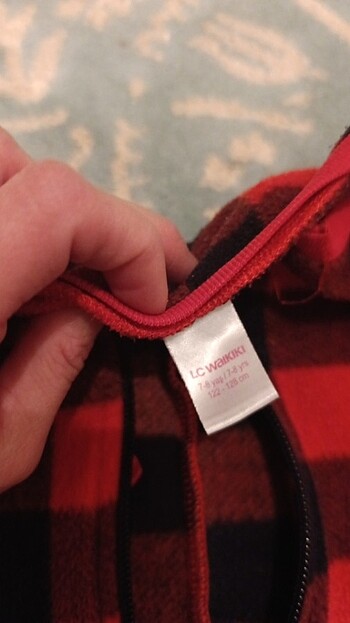 LC WAIKIKI
7-8 yaş / 7-8 yrs
122 - 128 cm